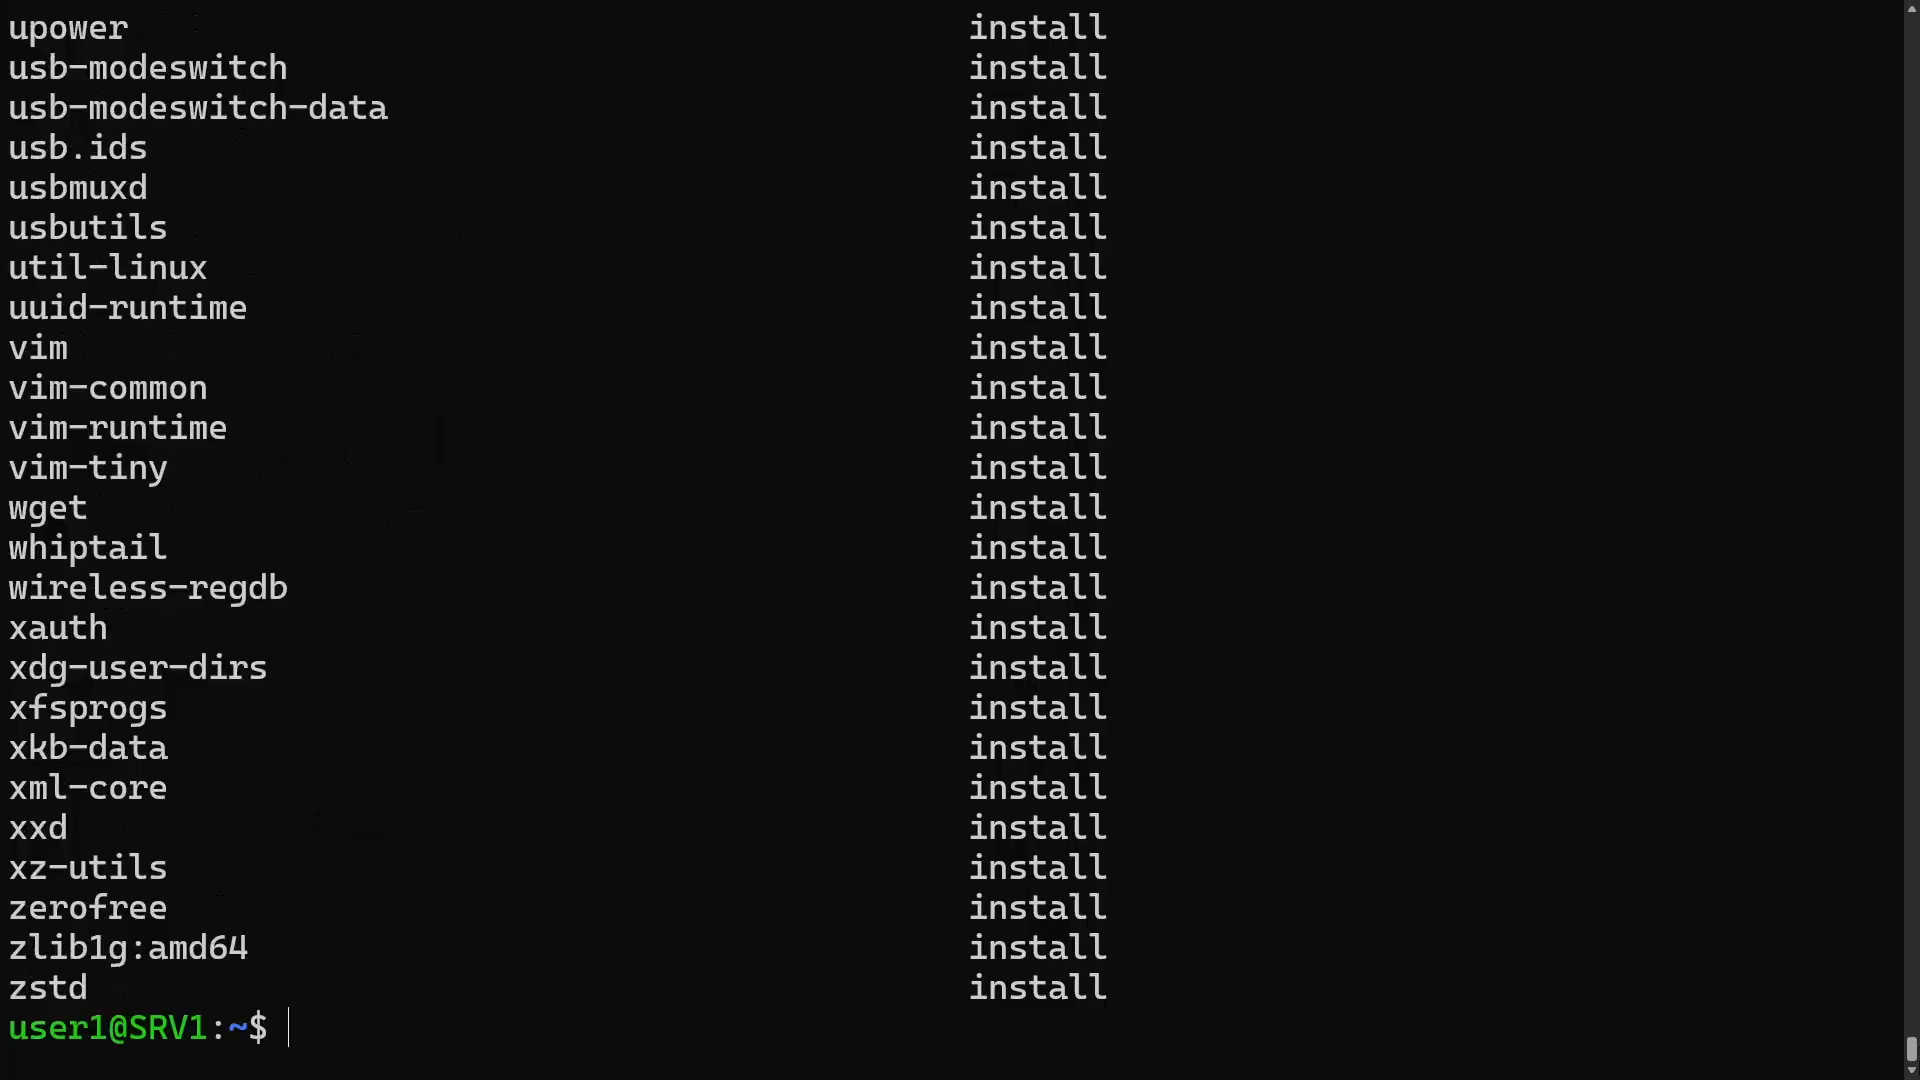 upower install
usb-modeswitch install
usb-modeswitch-data install
usb.ids install
usbmuxd install
usbutils install
util-linux install
uuid-runtime install
vim install
vim-common install
vim-runtime install
vim-tiny install
wget install
whiptail install
wireless-regdb install
xauth install
xdg-user-dirs install
xfsprogs install
xkb-data install
xml-core install
xxd install
xz-utils install
zerofree install
zlib1g:amd64 install
zstd install
user1@SRV1:~$